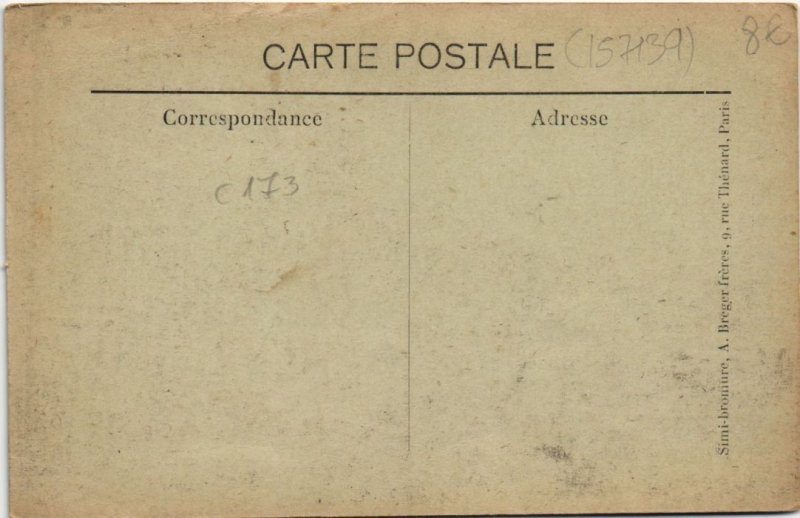 CARTE POSTALE (157139) 8€
Correspondance
Adresse
C173
Simi-bromure, A. Breger frères, 9, rue Thénard, Paris